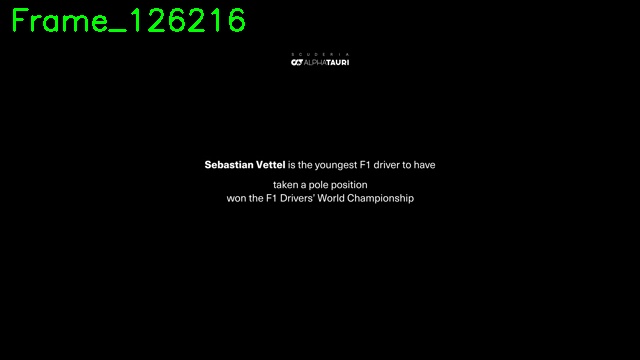 Frame_126216
SCUDERIA
ALPHATAURI
Sebastian Vettel is the youngest F1 driver to have
taken a pole position
won the F1 Drivers' World Championship